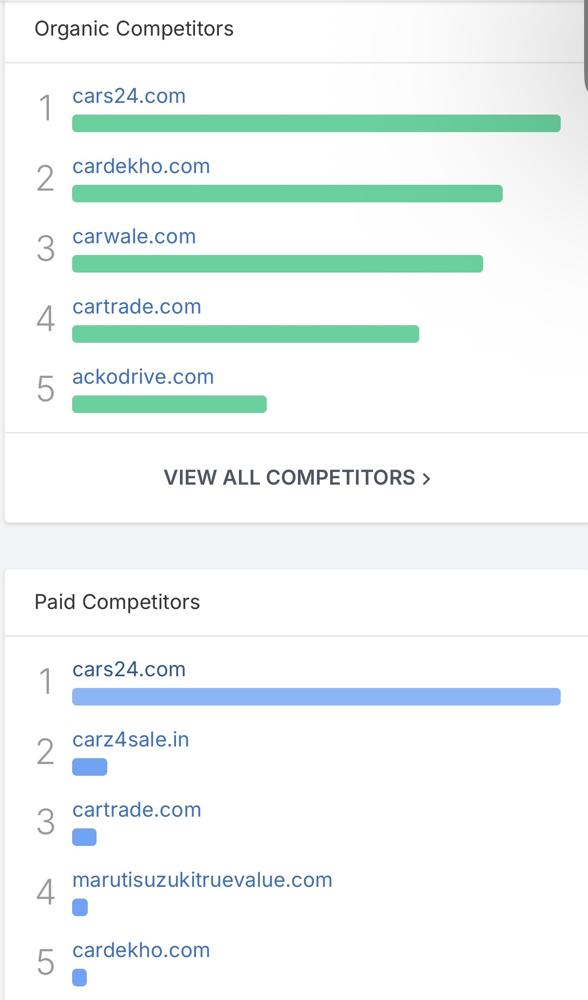 Organic Competitors
1
cars24.com
2
cardekho.com
3
carwale.com
4
cartrade.com
5
ackodrive.com
VIEW ALL COMPETITORS >
Paid Competitors
1
cars24.com
2
carz4sale.in
3
cartrade.com
4
marutisuzukitruevalue.com
5
cardekho.com